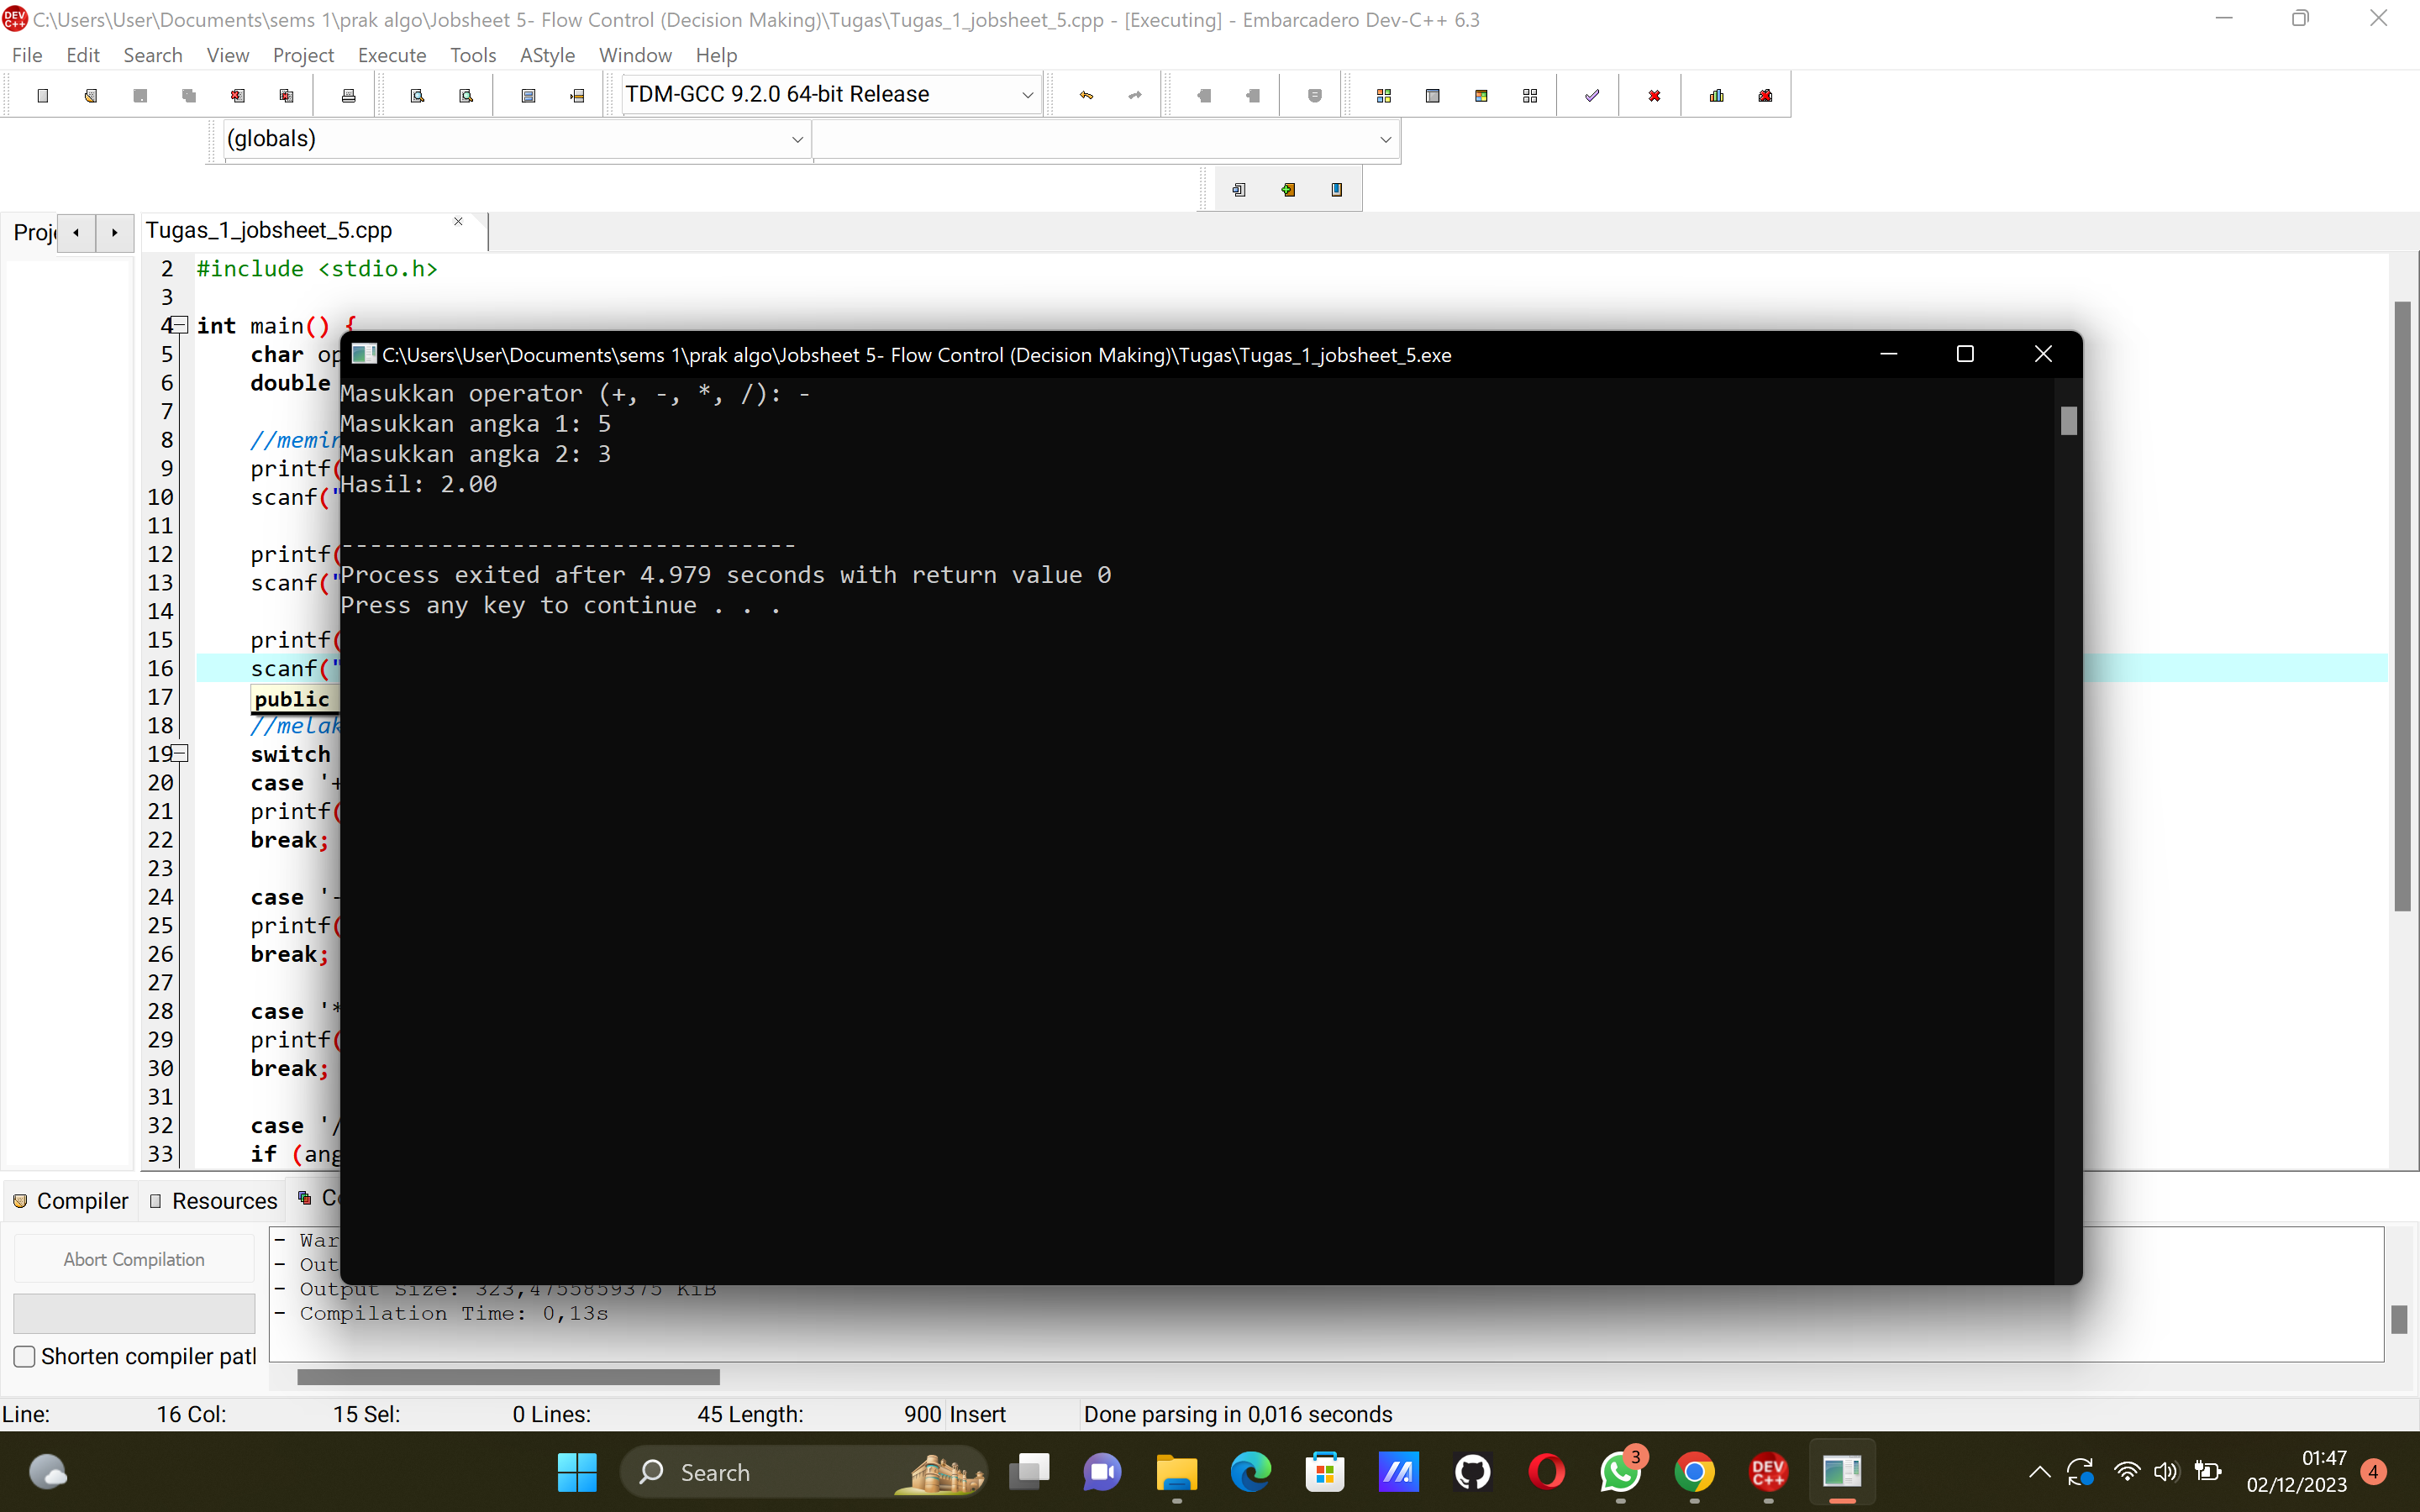 C:\Users\User\Documents\sems 1\prak algo\Jobsheet 5- Flow Control (Decision Making)\Tugas\Tugas_1_jobsheet_5.cpp - [Executing] - Embarcadero Dev-C++ 6.3
File Edit Search View Project Execute Tools AStyle Window Help
TDM-GCC 9.2.0 64-bit Release
(globals)
Proj
Tugas_1_jobsheet_5.cpp
2 #include <stdio.h>
3
4 int main() {
5 char op
6 double
7
8 //memin
9 printf(
10 scanf("
11
12 printf(
13 scanf("
14
15 printf(
16 scanf("
17 public
18 //melak
19 switch
20 case '+
21 printf(
22 break;
23
24 case '-
25 printf(
26 break;
27
28 case '*
29 printf(
30 break;
31
32 case '/
33 if (ang
C:\Users\User\Documents\sems 1\prak algo\Jobsheet 5- Flow Control (Decision Making)\Tugas\Tugas_1_jobsheet_5.exe
Masukkan operator (+, -, *, /): -
Masukkan angka 1: 5
Masukkan angka 2: 3
Hasil: 2.00
--------------------------------
Process exited after 4.979 seconds with return value 0
Press any key to continue . . .
Compiler Resources Co
Abort Compilation
Shorten compiler patl
- War
- Out
- Output Size: 323,4755859375 KiB
- Compilation Time: 0,13s
Line: 16 Col: 15 Sel: 0 Lines: 45 Length: 900 Insert Done parsing in 0,016 seconds
Search
3
DEV C++
01:47
02/12/2023
4